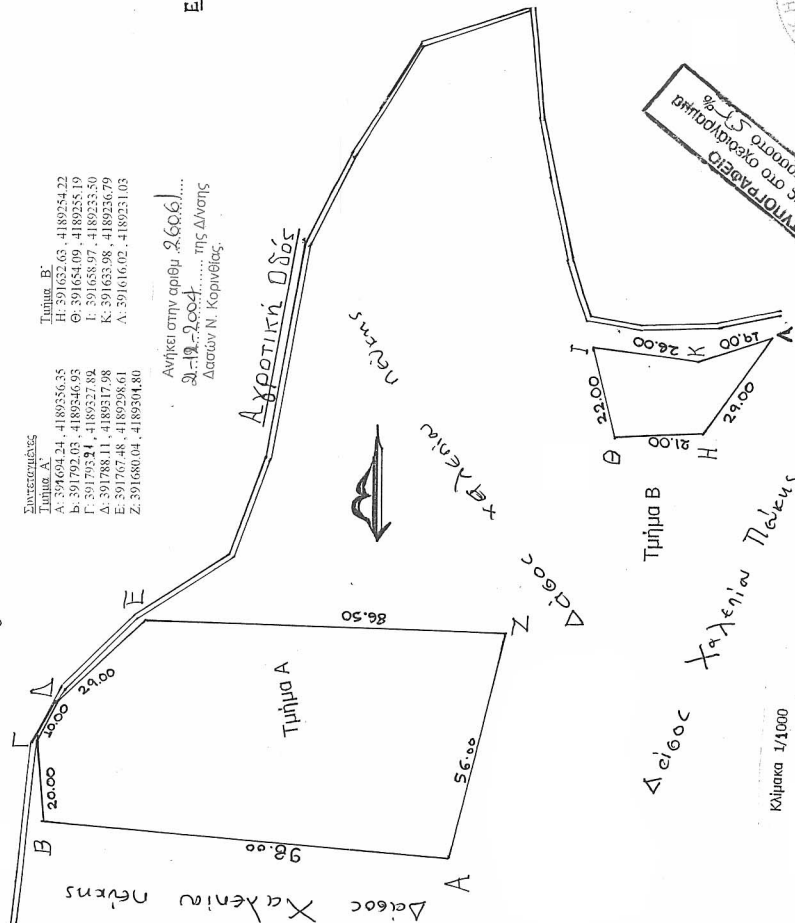 Συντεταγμένες
Τμήμα Α'
Α: 391694.24 , 4189356.35
Β: 391792.03 , 4189346.93
Γ: 391793.21 , 4189327.82
Δ: 391788.11 , 4189317.98
Ε: 391767.48 , 4189298.61
Ζ: 391680.04 , 4189304.80
Τμήμα Β'
Η: 391632.63 , 4189254.22
Θ: 391654.09 , 4189255.19
Ι: 391658.97 , 4189233.50
Κ: 391633.98 , 4189236.79
Λ: 391616.02 , 4189231.03
Ανήκει στην αριθμ 26061
21-12-2004 της Δ/νσης
Δασών Ν. Κορινθίας.
Αγροτική Οδός
Β
Γ
Δ
Ε
Ζ
Α
20.00
10.00
29.00
86.50
56.00
98.00
Τμήμα Α
Δάσος Χαλεπίου Πεύκης
Δάσος Χαλεπίου Πεύκης
Δάσος Χαλεπίου Πεύκης
Ι
Θ
Κ
Η
Λ
22.00
21.00
26.00
19.00
29.00
Τμήμα Β
Κλίμακα 1/1000
στο σχεδιάγραμμα
%